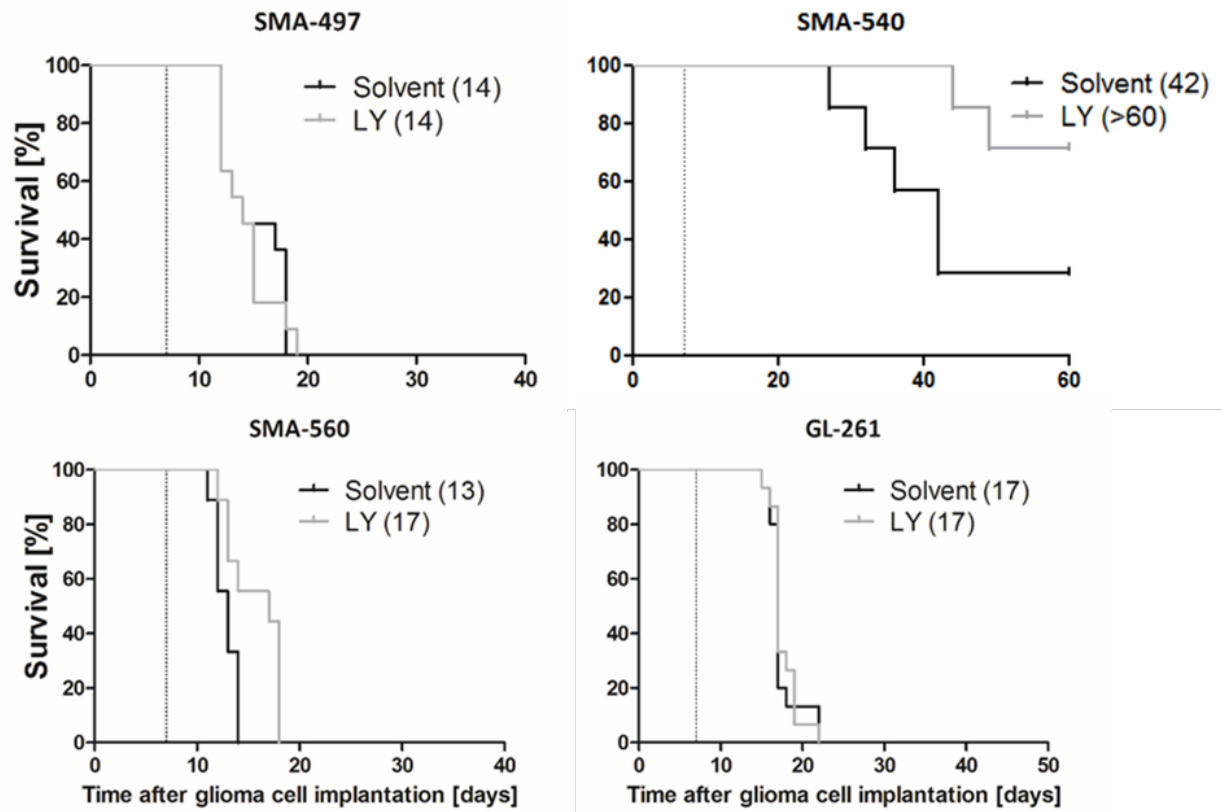 SMA-497
Survival [%]
100
80
60
40
20
0
0 10 20 30 40
Solvent (14)
LY (14)
SMA-540
100
80
60
40
20
0
0 20 40 60
Solvent (42)
LY (>60)
SMA-560
Survival [%]
100
80
60
40
20
0
0 10 20 30 40
Solvent (13)
LY (17)
Time after glioma cell implantation [days]
GL-261
100
80
60
40
20
0
0 10 20 30 40 50
Solvent (17)
LY (17)
Time after glioma cell implantation [days]